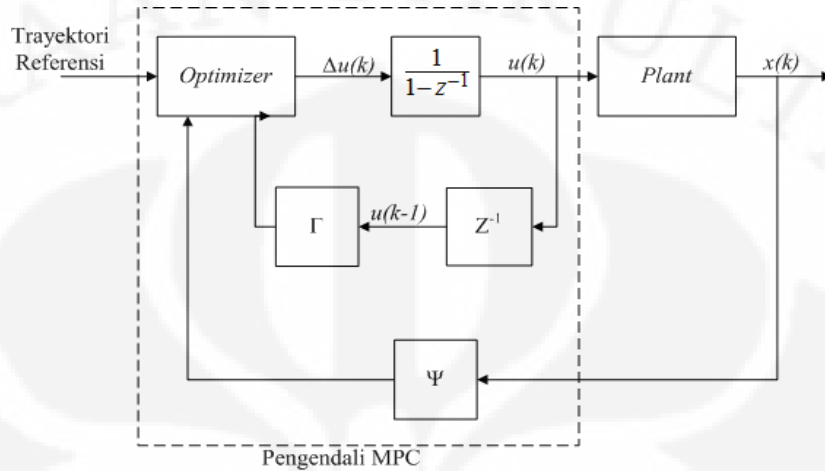 Trayektori
Referensi
Optimizer
Δu(k)
1
1-z⁻¹
u(k)
Plant
x(k)
Γ
u(k-1)
Z⁻¹
Ψ
Pengendali MPC